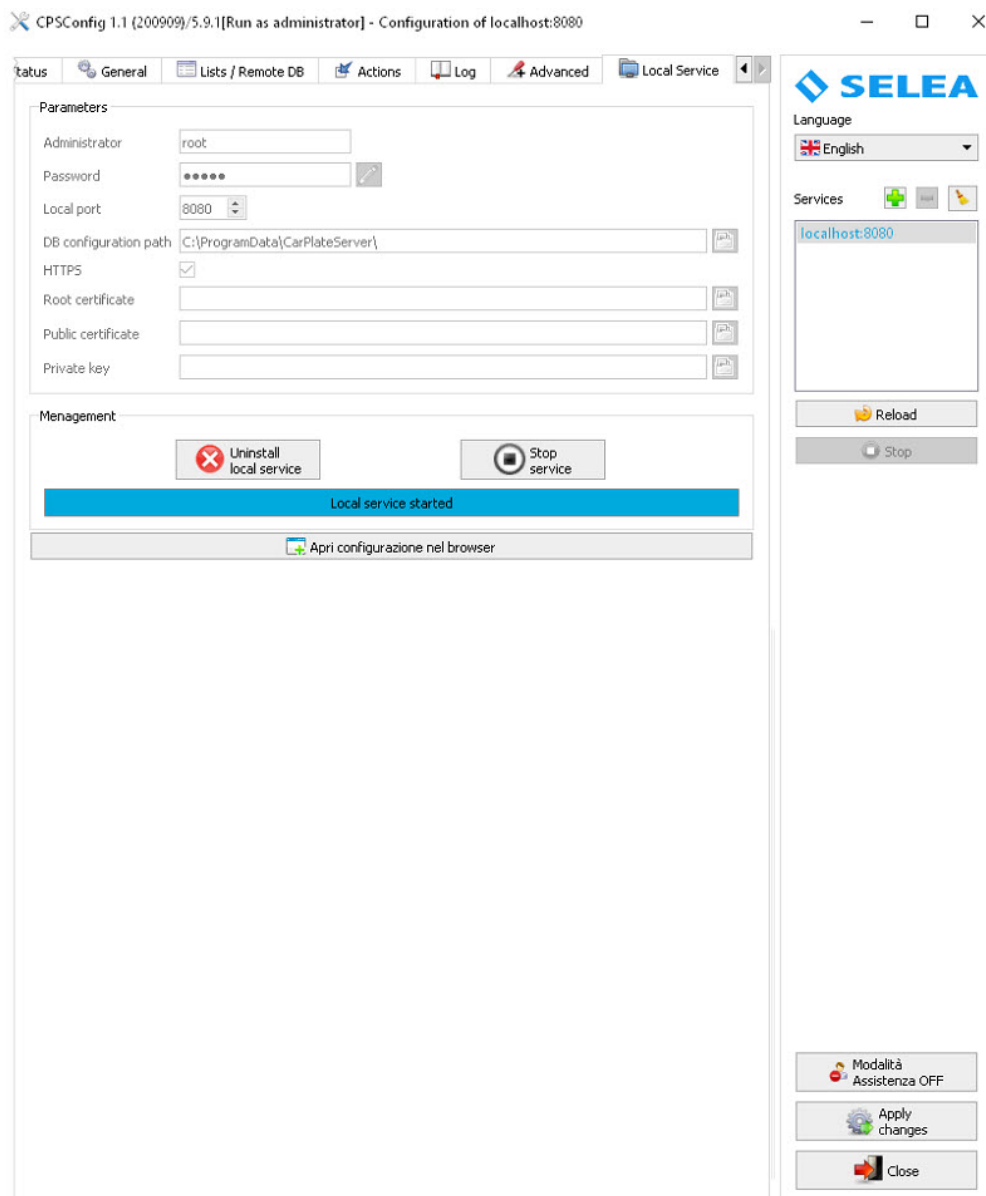 CPSConfig 1.1 (200909)/5.9.1[Run as administrator] - Configuration of localhost:8080
tatus General Lists / Remote DB Actions Log Advanced Local Service
Parameters
Administrator root
Password
Local port 8080
DB configuration path C:\ProgramData\CarPlateServer\
HTTPS
Root certificate
Public certificate
Private key
Menagement
Uninstall
local service
Stop
service
Local service started
Apri configurazione nel browser
SELEA
Language
English
Services
localhost:8080
Reload
Stop
Modalità
Assistenza OFF
Apply
changes
Close